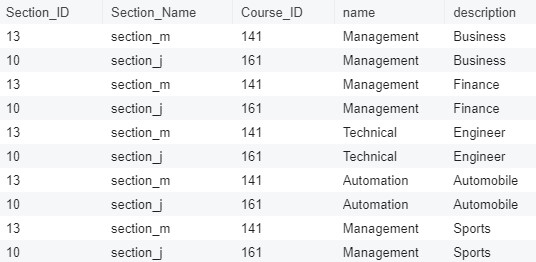 Section_ID Section_Name Course_ID name description
13 section_m 141 Management Business
10 section_j 161 Management Business
13 section_m 141 Management Finance
10 section_j 161 Management Finance
13 section_m 141 Technical Engineer
10 section_j 161 Technical Engineer
13 section_m 141 Automation Automobile
10 section_j 161 Automation Automobile
13 section_m 141 Management Sports
10 section_j 161 Management Sports